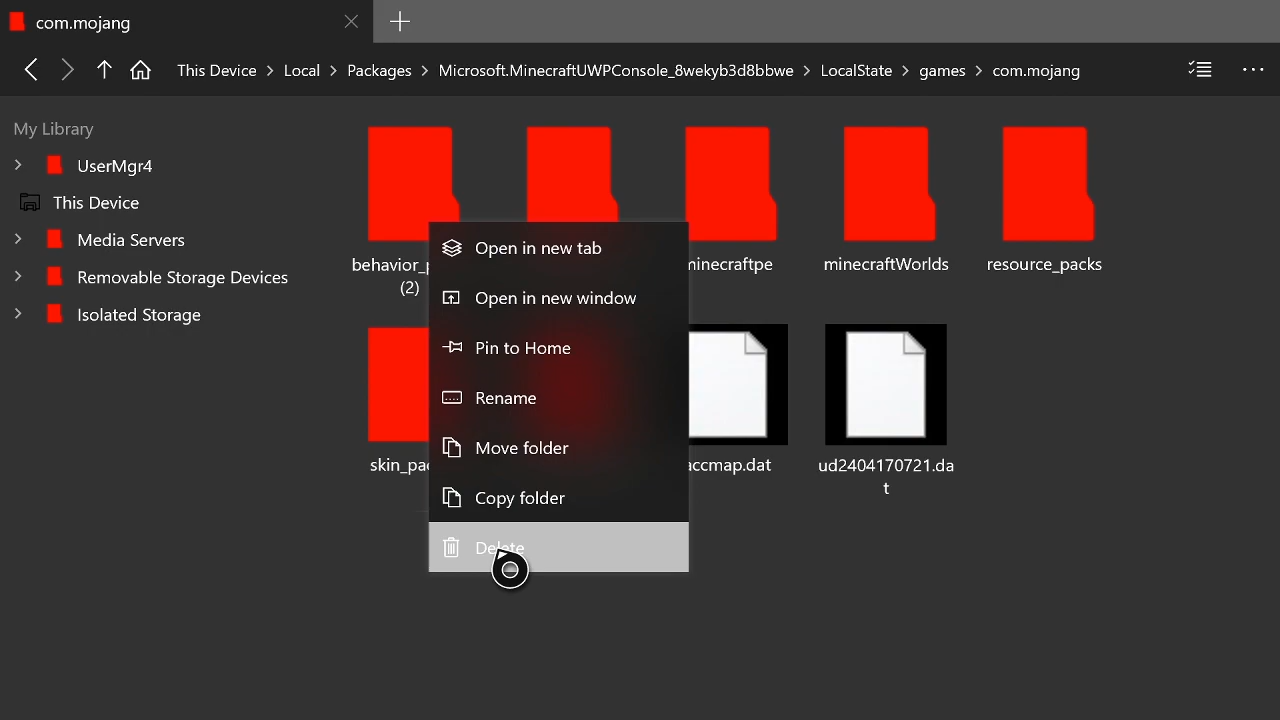 com.mojang
This Device > Local > Packages > Microsoft.MinecraftUWPConsole_8wekyb3d8bbwe > LocalState > games > com.mojang
My Library
UserMgr4
This Device
Media Servers
Removable Storage Devices
Isolated Storage
behavior_p
(2)
minecraftpe
minecraftWorlds
resource_packs
skin_pac
accmap.dat
ud2404170721.da
t
Open in new tab
Open in new window
Pin to Home
Rename
Move folder
Copy folder
Delete